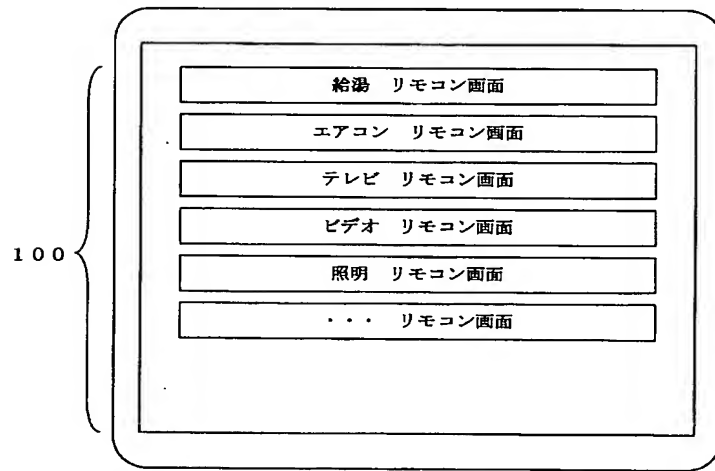 給湯　リモコン画面
エアコン　リモコン画面
テレビ　リモコン画面
ビデオ　リモコン画面
100
照明　リモコン画面
・・・　リモコン画面